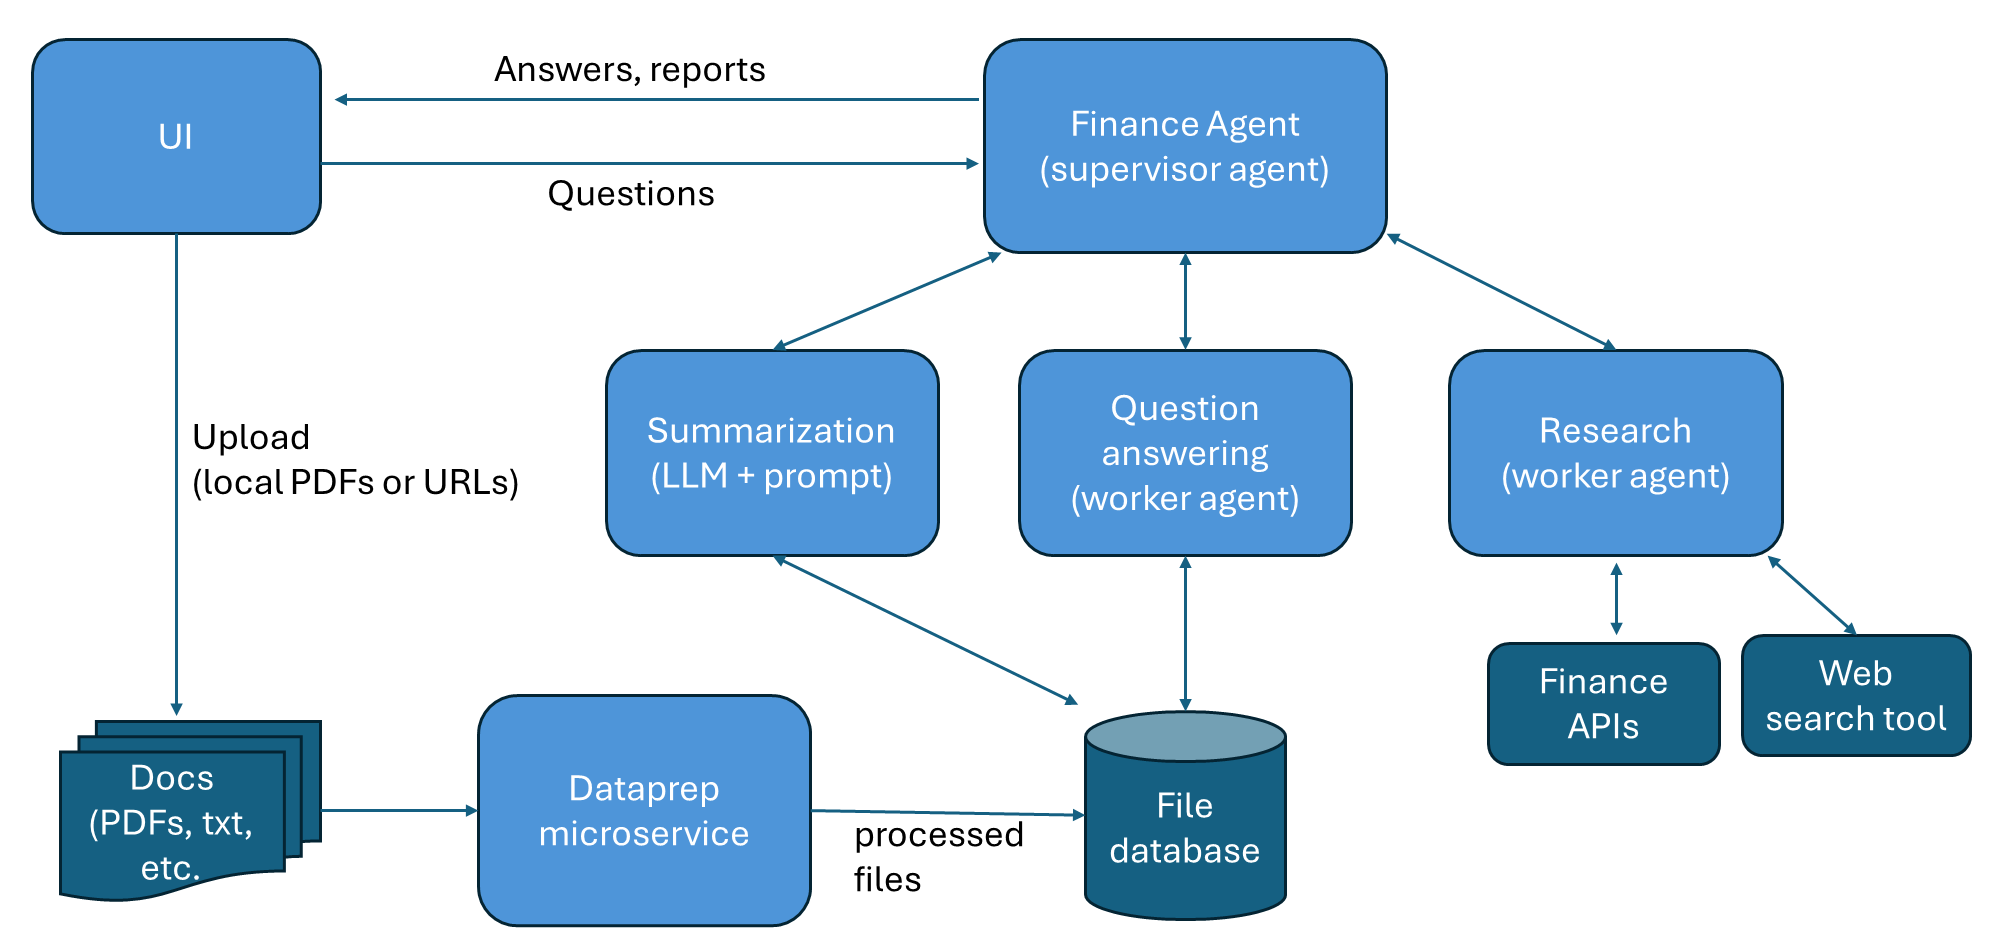 UI
Answers, reports
Questions
Finance Agent
(supervisor agent)
Upload
(local PDFs or URLs)
Summarization
(LLM + prompt)
Question
answering
(worker agent)
Research
(worker agent)
Finance
APIs
Web
search tool
Docs
(PDFs, txt,
etc.
Dataprep
microservice
processed
files
File
database